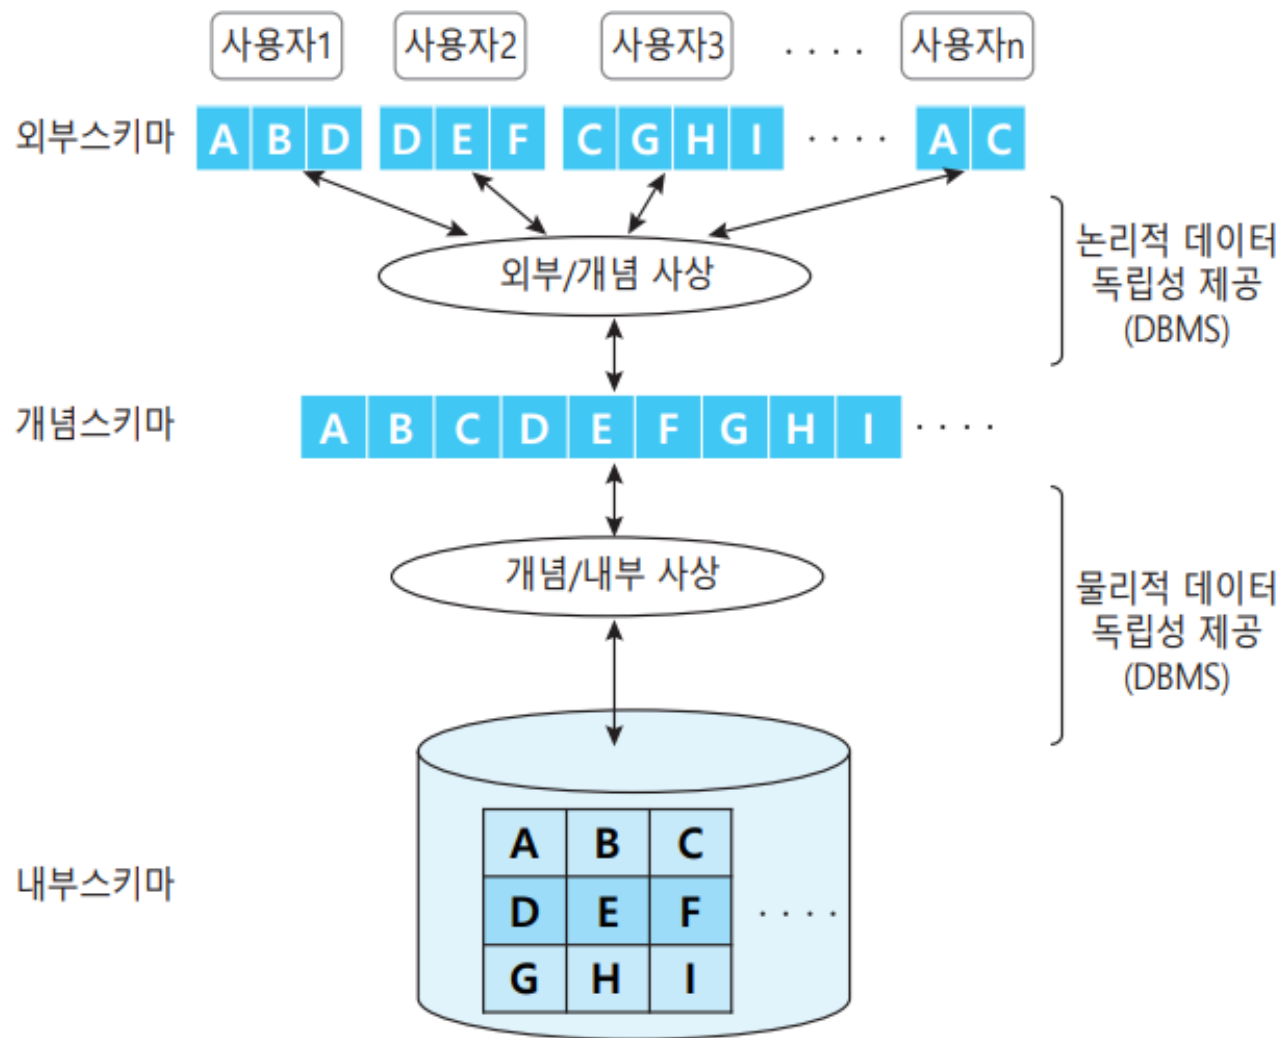 사용자1 사용자2 사용자3 · · · · 사용자n
외부스키마 A B D D E F C G H I · · · · A C
외부/개념 사상
논리적 데이터
독립성 제공
(DBMS)
개념스키마 A B C D E F G H I · · · ·
개념/내부 사상
물리적 데이터
독립성 제공
(DBMS)
내부스키마
A B C
D E F · · · ·
G H I